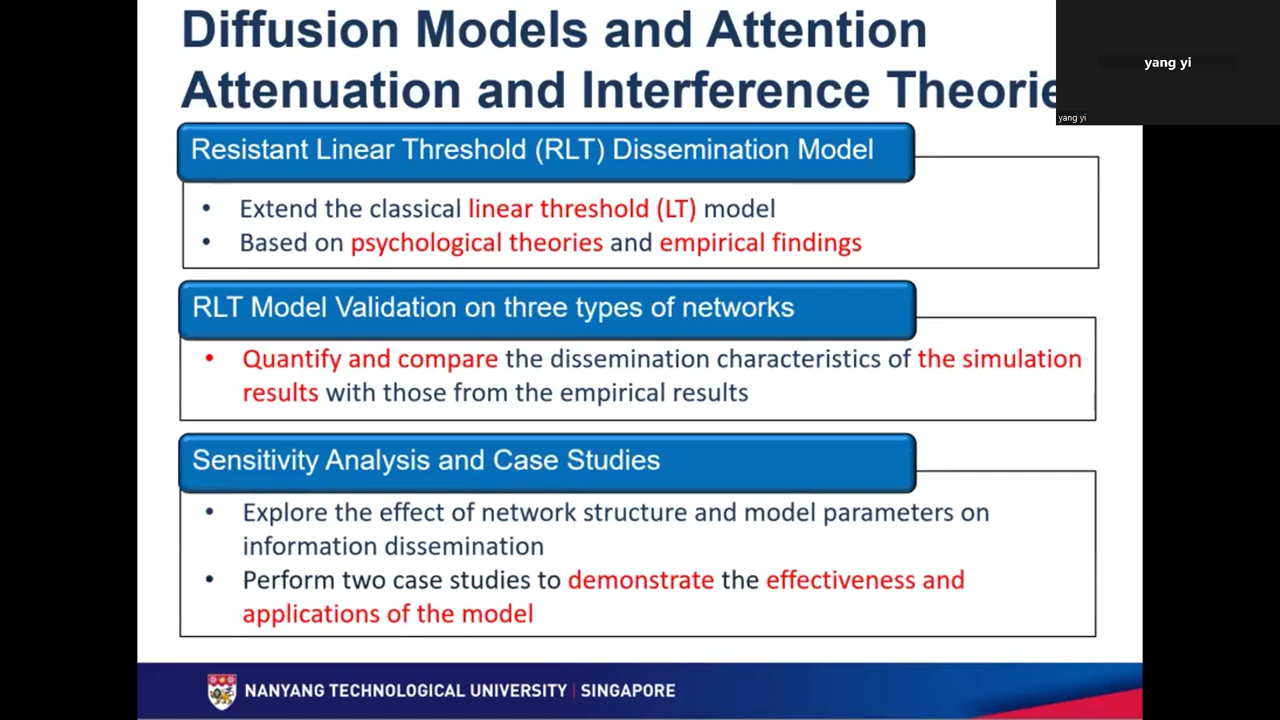 Diffusion Models and Attention
Attenuation and Interference Theorie
yang yi
yang yi
Resistant Linear Threshold (RLT) Dissemination Model
• Extend the classical linear threshold (LT) model
• Based on psychological theories and empirical findings
RLT Model Validation on three types of networks
• Quantify and compare the dissemination characteristics of the simulation
results with those from the empirical results
Sensitivity Analysis and Case Studies
• Explore the effect of network structure and model parameters on
information dissemination
• Perform two case studies to demonstrate the effectiveness and
applications of the model
NANYANG TECHNOLOGICAL UNIVERSITY | SINGAPORE